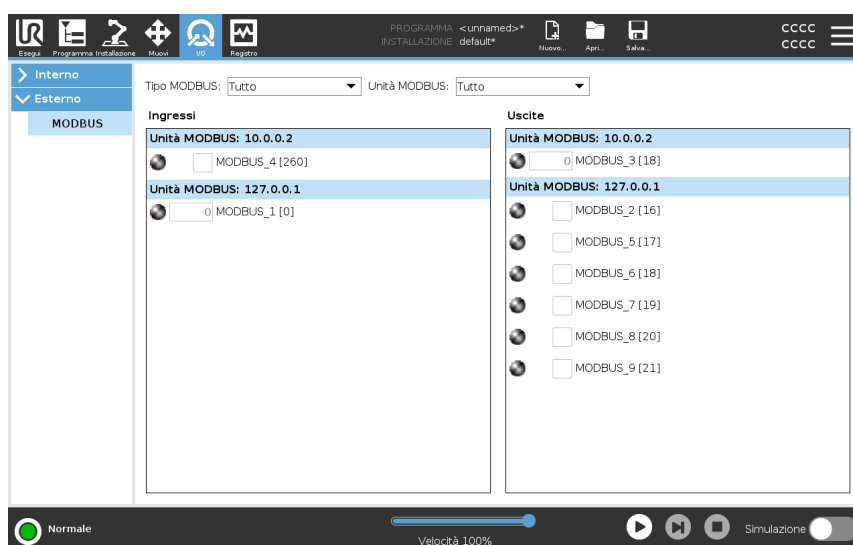 PROGRAMMA <unnamed>*
INSTALLAZIONE default*
CCCC
CCCC
Esegui Programma Installazione Muovi I/O Registro Nuovo... Apri... Salva...
Interno
Esterno
MODBUS
Tipo MODBUS: Tutto Unità MODBUS: Tutto
Ingressi
Unità MODBUS: 10.0.0.2
MODBUS_4 [260]
Unità MODBUS: 127.0.0.1
0 MODBUS_1 [0]
Uscite
Unità MODBUS: 10.0.0.2
0 MODBUS_3 [18]
Unità MODBUS: 127.0.0.1
MODBUS_2 [16]
MODBUS_5 [17]
MODBUS_6 [18]
MODBUS_7 [19]
MODBUS_8 [20]
MODBUS_9 [21]
Normale
Velocità 100%
Simulazione